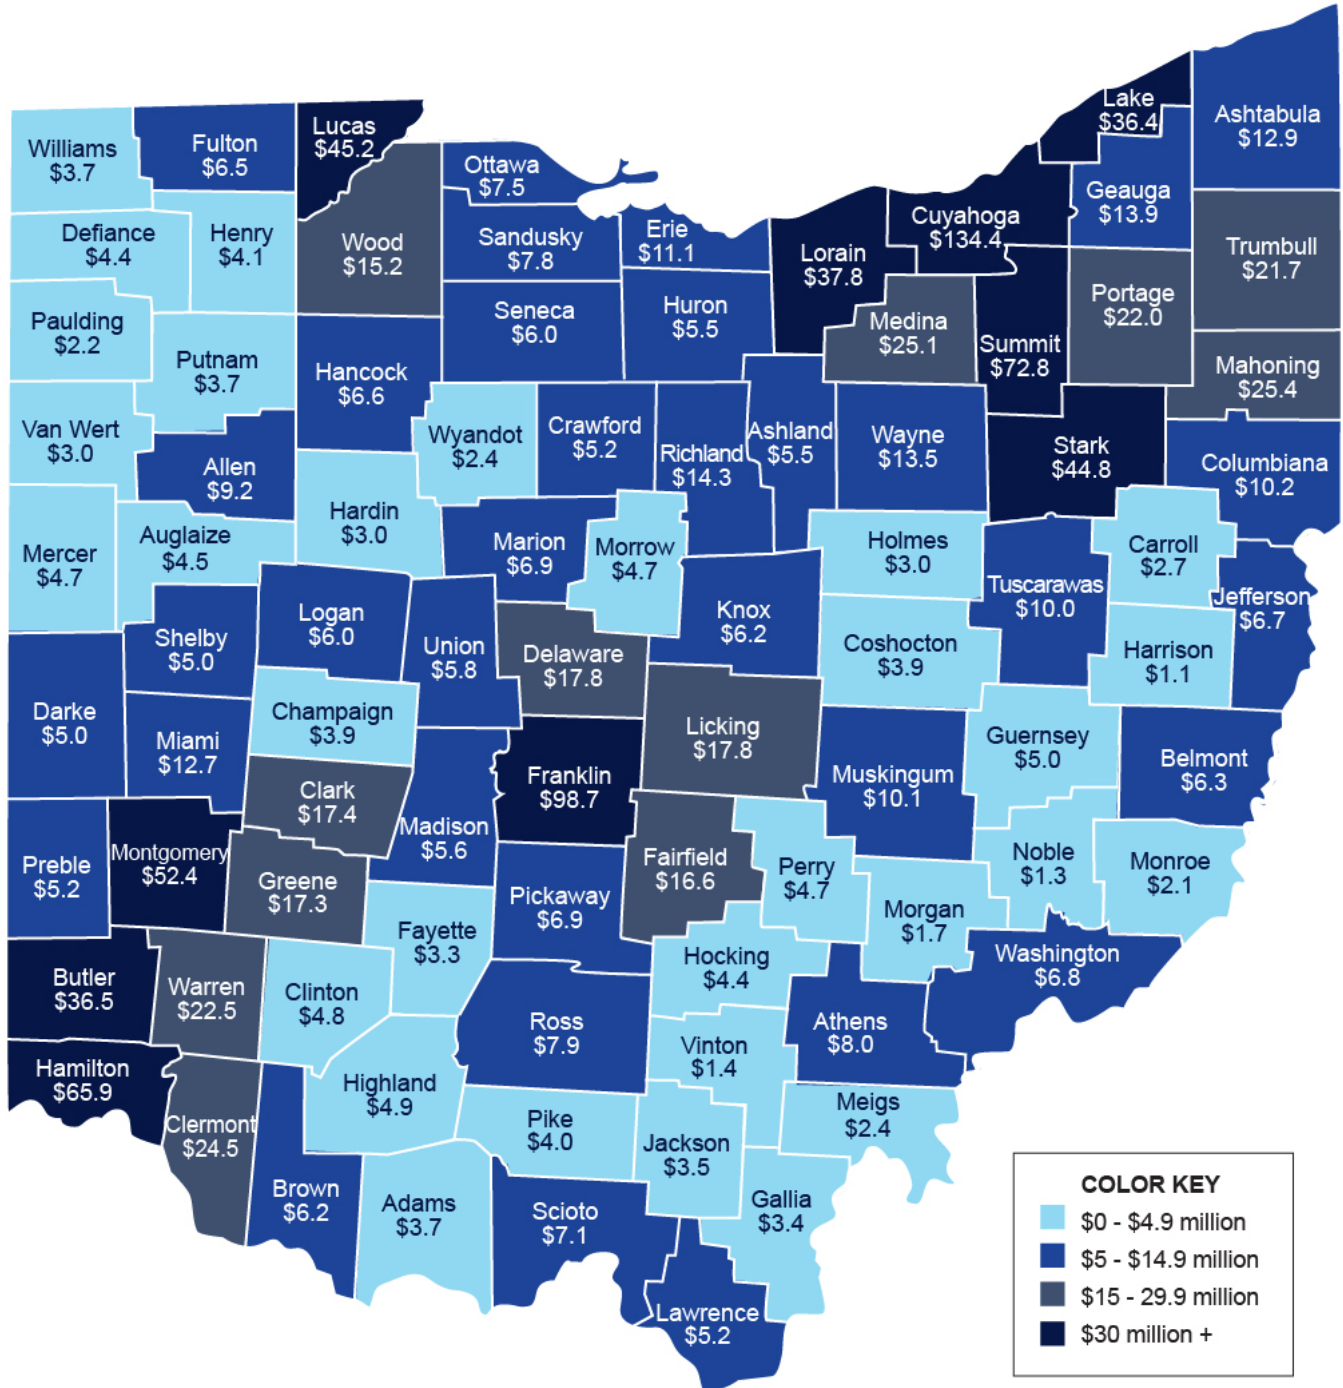 Lake
$36.4
Ashtabula
$12.9
Lucas
$45.2
Williams
$3.7
Fulton
$6.5
Ottawa
$7.5
Geauga
$13.9
Cuyahoga
$134.4
Erie
$11.1
Defiance
$4.4
Henry
$4.1
Wood
$15.2
Sandusky
$7.8
Lorain
$37.8
Trumbull
$21.7
Portage
$22.0
Seneca
$6.0
Huron
$5.5
Medina
$25.1
Summit
$72.8
Paulding
$2.2
Putnam
$3.7
Hancock
$6.6
Mahoning
$25.4
Van Wert
$3.0
Allen
$9.2
Wyandot
$2.4
Crawford
$5.2
Richland
$14.3
Ashland
$5.5
Wayne
$13.5
Stark
$44.8
Columbiana
$10.2
Mercer
$4.7
Auglaize
$4.5
Hardin
$3.0
Marion
$6.9
Morrow
$4.7
Holmes
$3.0
Carroll
$2.7
Tuscarawas
$10.0
Jefferson
$6.7
Logan
$6.0
Knox
$6.2
Shelby
$5.0
Union
$5.8
Delaware
$17.8
Coshocton
$3.9
Harrison
$1.1
Darke
$5.0
Miami
$12.7
Champaign
$3.9
Licking
$17.8
Guernsey
$5.0
Belmont
$6.3
Clark
$17.4
Franklin
$98.7
Muskingum
$10.1
Madison
$5.6
Preble
$5.2
Montgomery
$52.4
Greene
$17.3
Fairfield
$16.6
Perry
$4.7
Noble
$1.3
Monroe
$2.1
Pickaway
$6.9
Morgan
$1.7
Fayette
$3.3
Hocking
$4.4
Washington
$6.8
Butler
$36.5
Warren
$22.5
Clinton
$4.8
Ross
$7.9
Athens
$8.0
Vinton
$1.4
Hamilton
$65.9
Highland
$4.9
Meigs
$2.4
Clermont
$24.5
Pike
$4.0
Jackson
$3.5
Brown
$6.2
Adams
$3.7
Scioto
$7.1
Gallia
$3.4
Lawrence
$5.2
COLOR KEY
$0 - $4.9 million
$5 - $14.9 million
$15 - 29.9 million
$30 million +